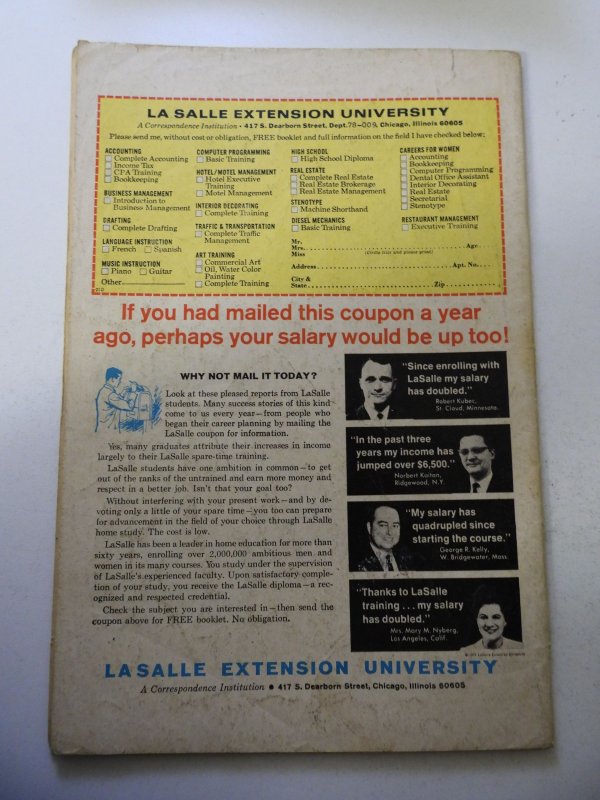 LA SALLE EXTENSION UNIVERSITY
A Correspondence Institution • 417 S. Dearborn Street, Dept. 78-009, Chicago, Illinois 60605
Please send me, without cost or obligation, FREE booklet and full information on the field I have checked below:
ACCOUNTING
Complete Accounting
Income Tax
CPA Training
Bookkeeping
BUSINESS MANAGEMENT
Introduction to
Business Management
DRAFTING
Complete Drafting
LANGUAGE INSTRUCTION
French Spanish
MUSIC INSTRUCTION
Piano Guitar
Other
COMPUTER PROGRAMMING
Basic Training
HOTEL/MOTEL MANAGEMENT
Hotel Executive
Training
Motel Management
INTERIOR DECORATING
Complete Training
TRAFFIC & TRANSPORTATION
Complete Traffic
Management
ART TRAINING
Commercial Art
Oil, Water Color
Painting
Complete Training
HIGH SCHOOL
High School Diploma
REAL ESTATE
Complete Real Estate
Real Estate Brokerage
Real Estate Management
STENOTYPE
Machine Shorthand
DIESEL MECHANICS
Basic Training
CAREERS FOR WOMEN
Accounting
Bookkeeping
Computer Programming
Dental Office Assistant
Interior Decorating
Real Estate
Secretarial
Stenotype
RESTAURANT MANAGEMENT
Executive Training
Mr.
Mrs. Age
Miss (Circle title and please print)
Address Apt. No.
City &
State Zip
If you had mailed this coupon a year
ago, perhaps your salary would be up too!
WHY NOT MAIL IT TODAY?
Look at these pleased reports from LaSalle
students. Many success stories of this kind
come to us every year—from people who
began their career planning by mailing the
LaSalle coupon for information.
Yes, many graduates attribute their increases in income
largely to their LaSalle spare-time training.
LaSalle students have one ambition in common—to get
out of the ranks of the untrained and earn more money and
respect in a better job. Isn't that your goal too?
Without interfering with your present work—and by de-
voting only a little of your spare time—you too can prepare
for advancement in the field of your choice through LaSalle
home study. The cost is low.
LaSalle has been a leader in home education for more than
sixty years, enrolling over 2,000,000 ambitious men and
women in its many courses. You study under the supervision
of LaSalle's experienced faculty. Upon satisfactory comple-
tion of your study, you receive the LaSalle diploma—a rec-
ognized and respected credential.
Check the subject you are interested in—then send the
coupon above for FREE booklet. No obligation.
"Since enrolling with
LaSalle my salary
has doubled."
Robert Kuber,
St. Cloud, Minnesota.
"In the past three
years my income has
jumped over $6,500."
Norbert Kaitan,
Ridgewood, N.Y.
"My salary has
quadrupled since
starting the course."
George R. Kelly,
W. Bridgewater, Mass.
"Thanks to LaSalle
training . . . my salary
has doubled."
Mrs. Mary M. Nyberg,
Los Angeles, Calif.
LA SALLE EXTENSION UNIVERSITY
A Correspondence Institution • 417 S. Dearborn Street, Chicago, Illinois 60605